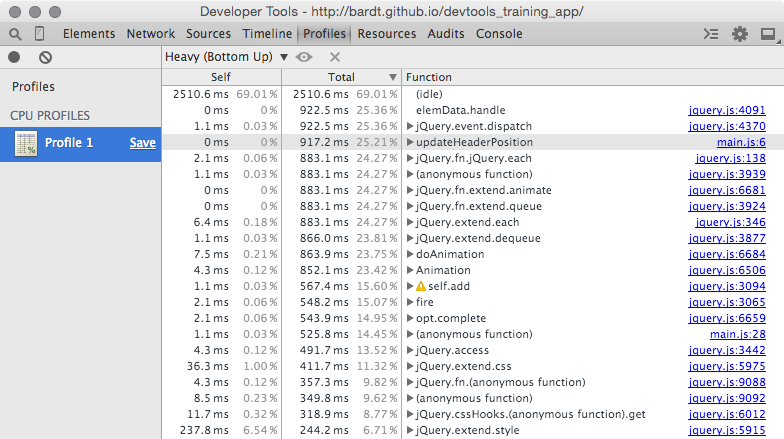 Developer Tools - http://bardt.github.io/devtools_training_app/
Elements Network Sources Timeline Profiles Resources Audits Console
Heavy (Bottom Up) ▼
Profiles
CPU PROFILES
Profile 1 Save
%
Self Total ▼ Function
2510.6 ms 69.01 % 2510.6 ms 69.01 % (idle)
0 ms 0 % 922.5 ms 25.36 % elemData.handle jquery.js:4091
1.1 ms 0.03 % 922.5 ms 25.36 % ▶jQuery.event.dispatch jquery.js:4370
0 ms 0 % 917.2 ms 25.21 % ▶updateHeaderPosition main.js:6
2.1 ms 0.06 % 883.1 ms 24.27 % ▶jQuery.fn.jQuery.each jquery.js:138
1.1 ms 0.03 % 883.1 ms 24.27 % ▶(anonymous function) jquery.js:3939
0 ms 0 % 883.1 ms 24.27 % ▶jQuery.fn.extend.animate jquery.js:6681
0 ms 0 % 883.1 ms 24.27 % ▶jQuery.fn.extend.queue jquery.js:3924
6.4 ms 0.18 % 883.1 ms 24.27 % ▶jQuery.extend.each jquery.js:346
1.1 ms 0.03 % 866.0 ms 23.81 % ▶jQuery.extend.dequeue jquery.js:3877
7.5 ms 0.21 % 863.9 ms 23.75 % ▶doAnimation jquery.js:6684
4.3 ms 0.12 % 852.1 ms 23.42 % ▶Animation jquery.js:6506
1.1 ms 0.03 % 567.4 ms 15.60 % ▶self.add jquery.js:3094
2.1 ms 0.06 % 548.2 ms 15.07 % ▶fire jquery.js:3065
2.1 ms 0.06 % 543.9 ms 14.95 % ▶opt.complete jquery.js:6659
1.1 ms 0.03 % 525.8 ms 14.45 % ▶(anonymous function) main.js:28
4.3 ms 0.12 % 491.7 ms 13.52 % ▶jQuery.access jquery.js:3442
36.3 ms 1.00 % 411.7 ms 11.32 % ▶jQuery.extend.css jquery.js:5975
4.3 ms 0.12 % 357.3 ms 9.82 % ▶jQuery.fn.(anonymous function) jquery.js:9088
8.5 ms 0.23 % 349.8 ms 9.62 % ▶(anonymous function) jquery.js:9092
11.7 ms 0.32 % 318.9 ms 8.77 % ▶jQuery.cssHooks.(anonymous function).get jquery.js:6012
237.8 ms 6.54 % 244.2 ms 6.71 % ▶jQuery.extend.style jquery.js:5915